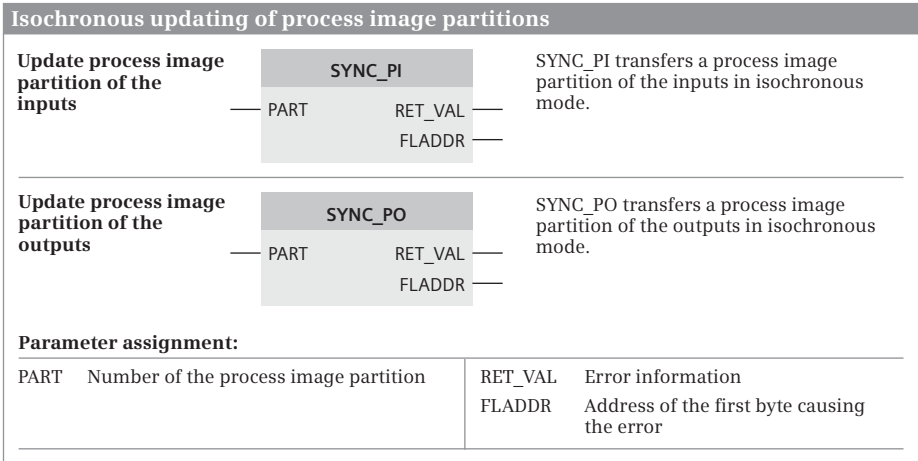 Isochronous updating of process image partitions
Update process image
partition of the
inputs
SYNC_PI
PART RET_VAL
FLADDR
SYNC_PI transfers a process image
partition of the inputs in isochronous
mode.
Update process image
partition of the
outputs
SYNC_PO
PART RET_VAL
FLADDR
SYNC_PO transfers a process image
partition of the outputs in isochronous
mode.
Parameter assignment:
PART Number of the process image partition
RET_VAL Error information
FLADDR Address of the first byte causing
the error